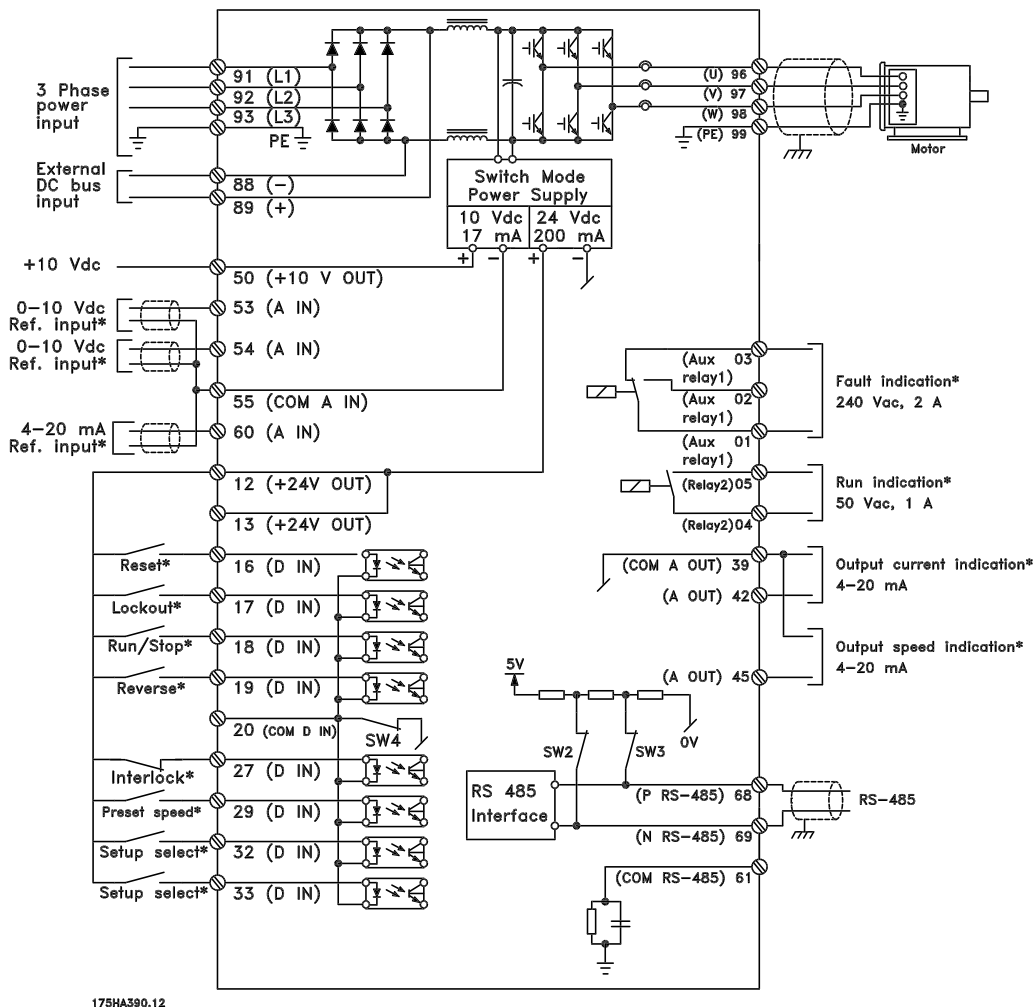 3 Phase
power
input
91 (L1)
92 (L2)
93 (L3)
PE
External
DC bus
input
88 (-)
89 (+)
(U) 96
(V) 97
(W) 98
(PE) 99
Motor
Switch Mode
Power Supply
10 Vdc
17 mA
24 Vdc
200 mA
+ - + -
+10 Vdc
50 (+10 V OUT)
0-10 Vdc
Ref. input*
53 (A IN)
0-10 Vdc
Ref. input*
54 (A IN)
55 (COM A IN)
4-20 mA
Ref. input*
60 (A IN)
12 (+24V OUT)
13 (+24V OUT)
Reset*
16 (D IN)
Lockout*
17 (D IN)
Run/Stop*
18 (D IN)
Reverse*
19 (D IN)
20 (COM D IN)
SW4
Interlock*
27 (D IN)
Preset speed*
29 (D IN)
Setup select*
32 (D IN)
Setup select*
33 (D IN)
(Aux 03
relay1)
(Aux 02
relay1)
(Aux 01
relay1)
Fault indication*
240 Vac, 2 A
(Relay2)05
(Relay2)04
Run indication*
50 Vac, 1 A
(COM A OUT) 39
(A OUT) 42
Output current indication*
4-20 mA
(A OUT) 45
Output speed indication*
4-20 mA
5V
0V
SW2
SW3
RS 485
Interface
(P RS-485) 68
(N RS-485) 69
RS-485
(COM RS-485) 61
175HA390.12